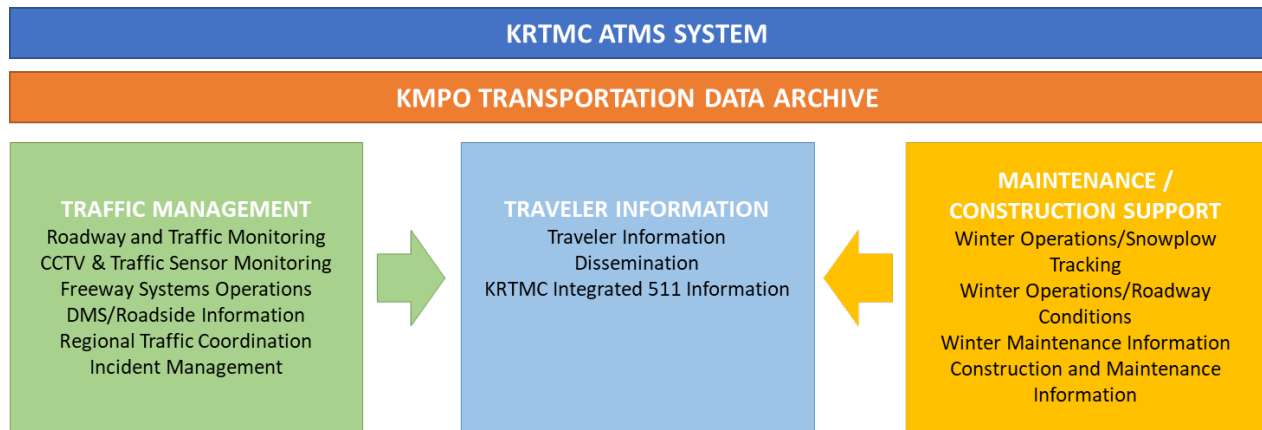 KRTMC ATMS SYSTEM
KMPO TRANSPORTATION DATA ARCHIVE
TRAFFIC MANAGEMENT
Roadway and Traffic Monitoring
CCTV & Traffic Sensor Monitoring
Freeway Systems Operations
DMS/Roadside Information
Regional Traffic Coordination
Incident Management
TRAVELER INFORMATION
Traveler Information
Dissemination
KRTMC Integrated 511 Information
MAINTENANCE /
CONSTRUCTION SUPPORT
Winter Operations/Snowplow
Tracking
Winter Operations/Roadway
Conditions
Winter Maintenance Information
Construction and Maintenance
Information